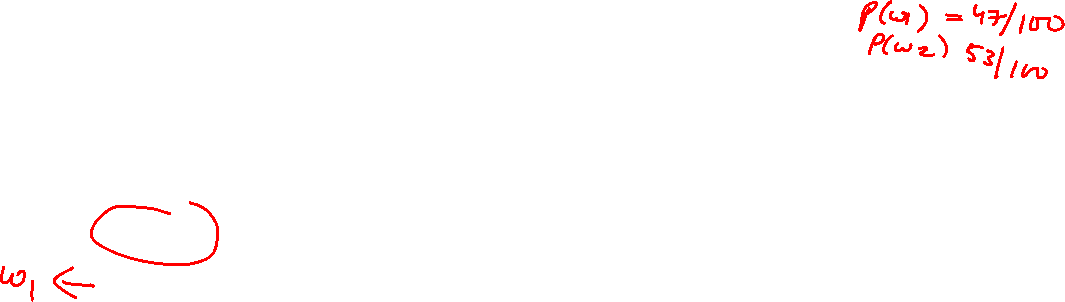 P(ω1) = 47/100
P(ω2) 53/100
ω1 ←